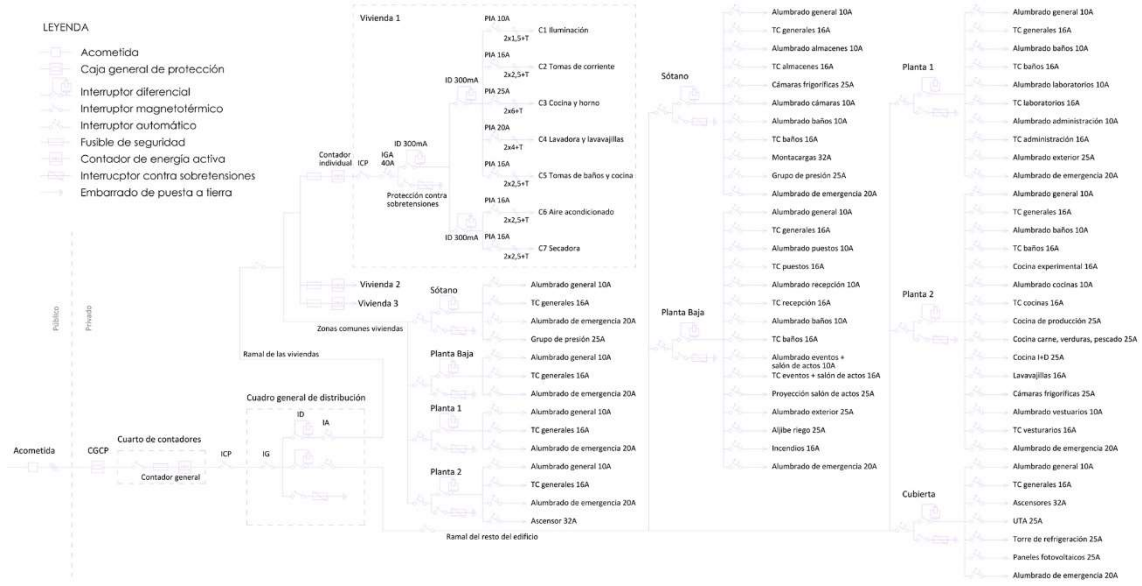 LEYENDA
Acometida
Caja general de protección
Interruptor diferencial
Interruptor magnetotérmico
Interruptor automático
Fusible de seguridad
Contador de energía activa
Interrucptor contra sobretensiones
Embarrado de puesta a tierra
Público
Privado
Acometida
CGCP
Cuarto de contadores
Contador general
ICP
IG
Cuadro general de distribución
ID
IA
Ramal de las viviendas
Ramal del resto del edificio
Vivienda 1
Contador individual
ICP
IGA 40A
ID 300mA
Protección contra sobretensiones
ID 300mA
PIA 10A
2x1,5+T
C1 Iluminación
PIA 16A
2x2,5+T
C2 Tomas de corriente
PIA 25A
2x6+T
C3 Cocina y horno
PIA 20A
2x4+T
C4 Lavadora y lavavajillas
PIA 16A
2x2,5+T
C5 Tomas de baños y cocina
ID 300mA
PIA 16A
2x2,5+T
C6 Aire acondicionado
PIA 16A
2x2,5+T
C7 Secadora
Vivienda 2
Vivienda 3
Zonas comunes viviendas
Sótano
Alumbrado general 10A
TC generales 16A
Alumbrado de emergencia 20A
Grupo de presión 25A
Planta Baja
Alumbrado general 10A
TC generales 16A
Alumbrado de emergencia 20A
Planta 1
Alumbrado general 10A
TC generales 16A
Alumbrado de emergencia 20A
Planta 2
Alumbrado general 10A
TC generales 16A
Alumbrado de emergencia 20A
Ascensor 32A
Sótano
Alumbrado general 10A
TC generales 16A
Alumbrado almacenes 10A
TC almacenes 16A
Cámaras frigoríficas 25A
Alumbrado cámaras 10A
Alumbrado baños 10A
TC baños 16A
Montacargas 32A
Grupo de presión 25A
Alumbrado de emergencia 20A
Planta Baja
Alumbrado general 10A
TC generales 16A
Alumbrado puestos 10A
TC puestos 16A
Alumbrado recepción 10A
TC recepción 16A
Alumbrado baños 10A
TC baños 16A
Alumbrado eventos +
salón de actos 10A
TC eventos + salón de actos 16A
Proyección salón de actos 25A
Alumbrado exterior 25A
Aljibe riego 25A
Incendios 16A
Alumbrado de emergencia 20A
Planta 1
Alumbrado general 10A
TC generales 16A
Alumbrado baños 10A
TC baños 16A
Alumbrado laboratorios 10A
TC laboratorios 16A
Alumbrado administración 10A
TC administración 16A
Alumbrado exterior 25A
Alumbrado de emergencia 20A
Planta 2
Alumbrado general 10A
TC generales 16A
Alumbrado baños 10A
TC baños 16A
Cocina experimental 16A
Alumbrado cocinas 10A
TC cocinas 16A
Cocina de producción 25A
Cocina carne, verduras, pescado 25A
Cocina I+D 25A
Lavavajillas 16A
Cámaras frigoríficas 25A
Alumbrado vestuarios 10A
TC vesturarios 16A
Alumbrado de emergencia 20A
Cubierta
Alumbrado general 10A
TC generales 16A
Ascensores 32A
UTA 25A
Torre de refrigeración 25A
Paneles fotovoltaicos 25A
Alumbrado de emergencia 20A